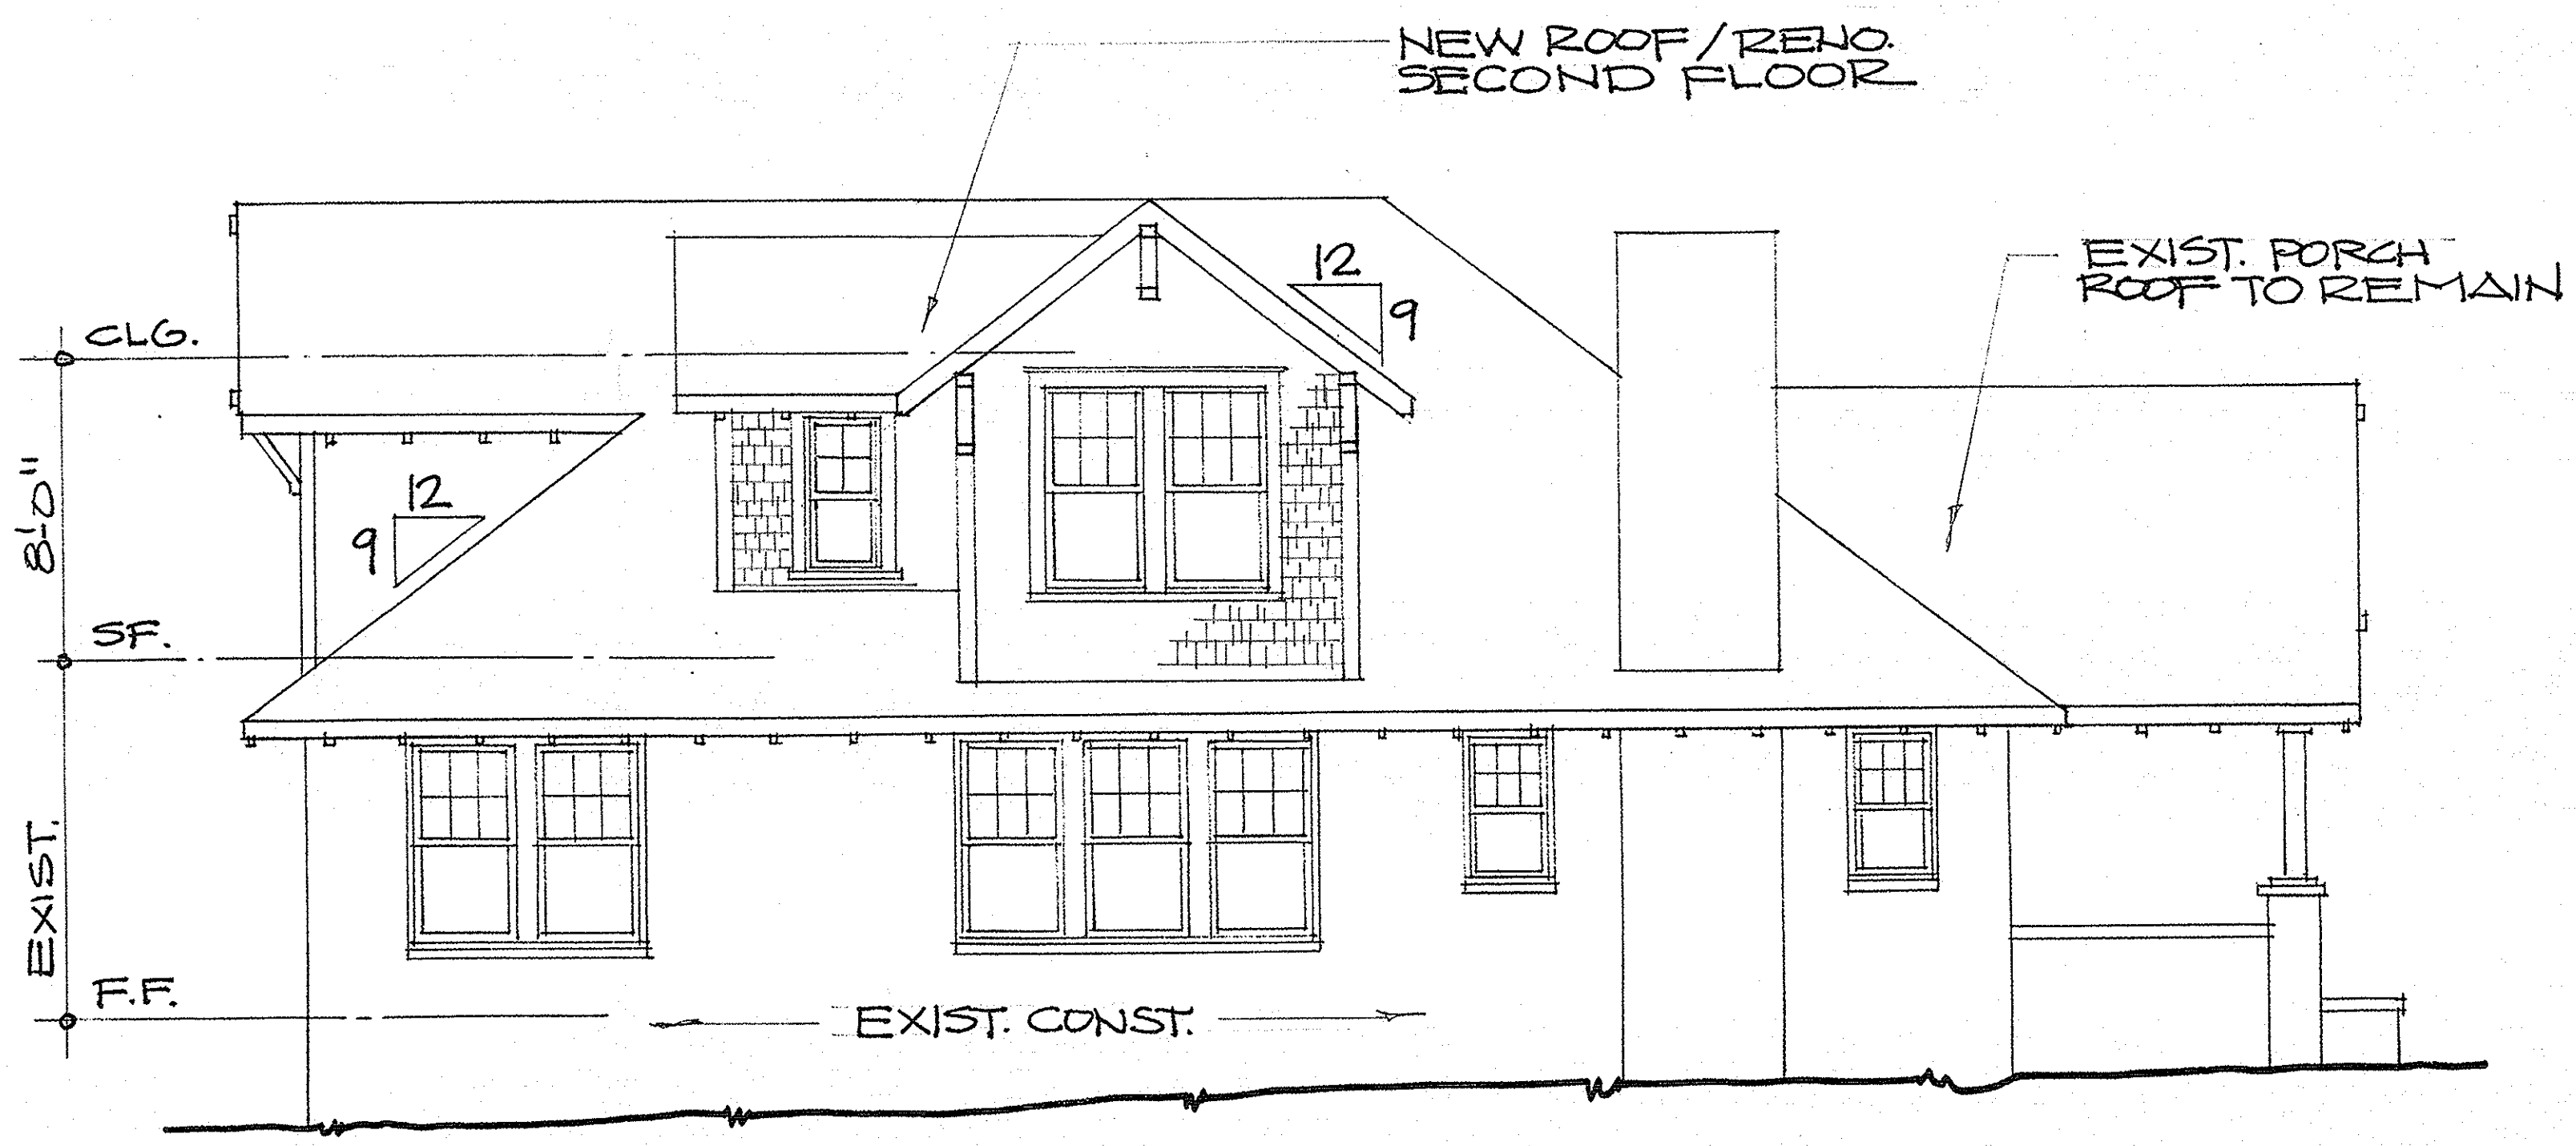 NEW ROOF/RENO.
SECOND FLOOR
EXIST. PORCH
ROOF TO REMAIN
12
9
CLG.
8'-0"
12
9
SF.
EXIST.
F.F.
EXIST. CONST.